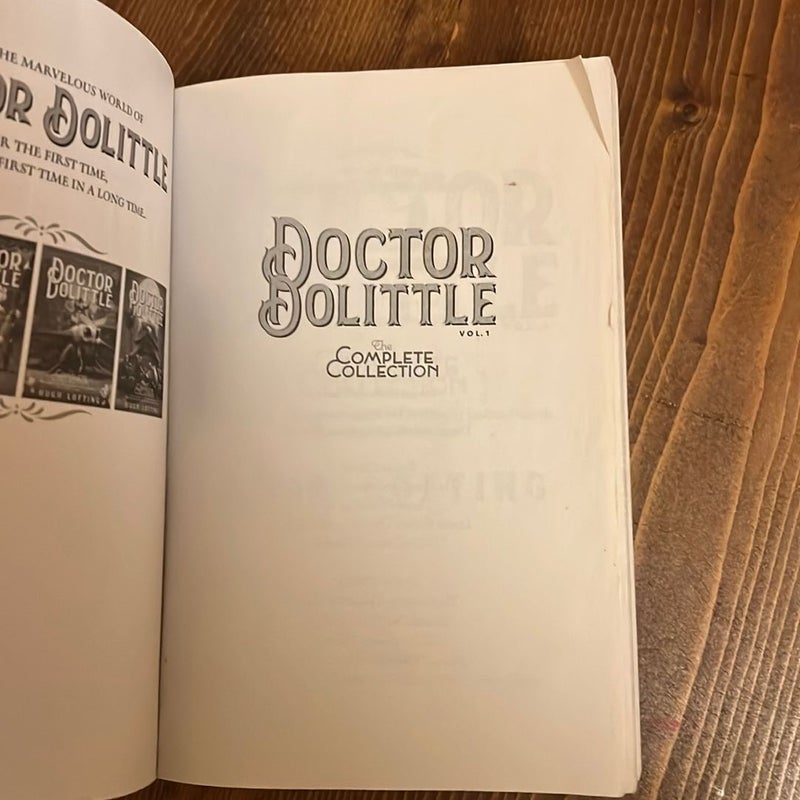 THE MARVELOUS WORLD OF
OR DOLITTLE
R THE FIRST TIME,
FIRST TIME IN A LONG TIME.
DOCTOR
DOLITTLE
HUGH LOFTING
DOCTOR
DOLITTLE
VOL.1
The
COMPLETE
COLLECTION